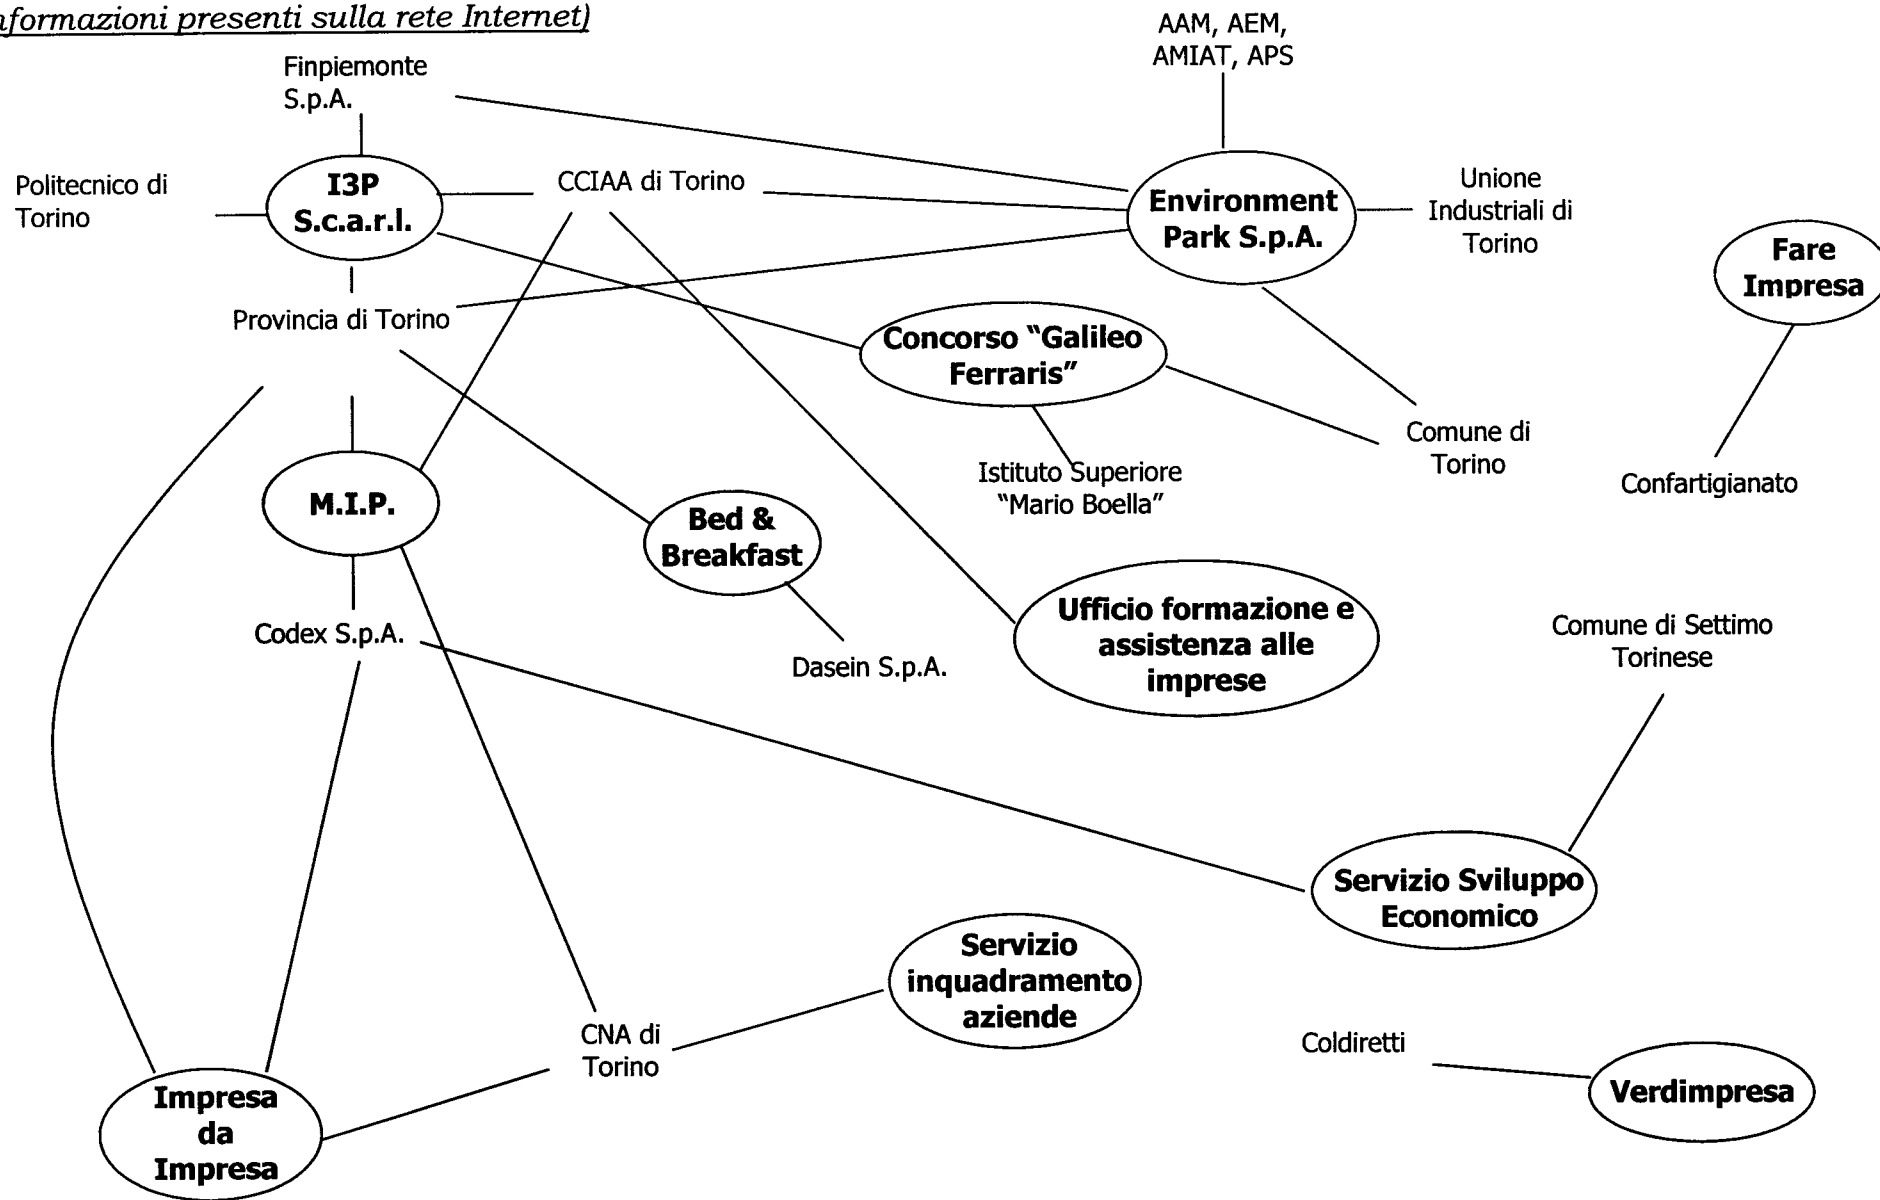 nformazioni presenti sulla rete Internet)
AAM, AEM,
AMIAT, APS
Finpiemonte
S.p.A.
Politecnico di
Torino
I3P
S.c.a.r.l.
CCIAA di Torino
Environment
Park S.p.A.
Unione
Industriali di
Torino
Fare
Impresa
Provincia di Torino
Concorso "Galileo
Ferraris"
Comune di
Torino
Istituto Superiore
"Mario Boella"
Confartigianato
M.I.P.
Bed &
Breakfast
Ufficio formazione e
assistenza alle
imprese
Codex S.p.A.
Dasein S.p.A.
Comune di Settimo
Torinese
Servizio Sviluppo
Economico
Servizio
inquadramento
aziende
CNA di
Torino
Coldiretti
Verdimpresa
Impresa
da
Impresa